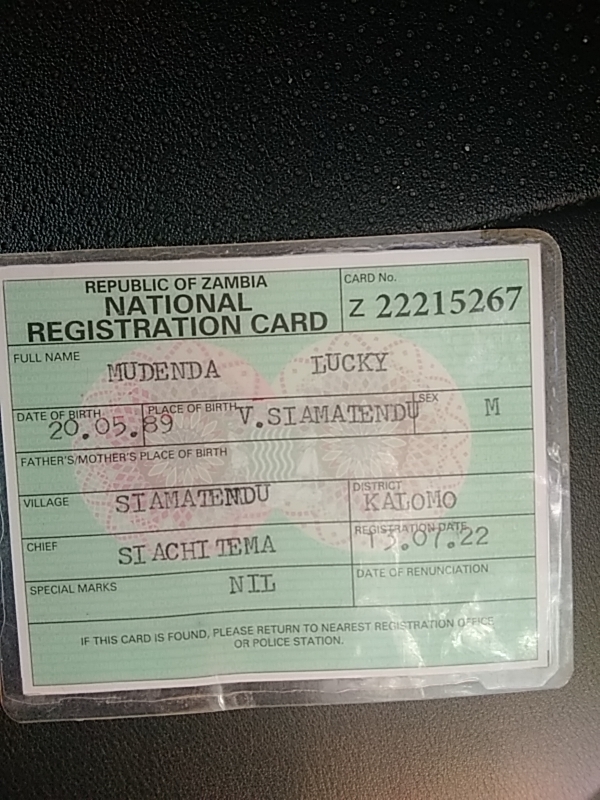 REPUBLIC OF ZAMBIA
NATIONAL
REGISTRATION CARD
CARD No.
Z 22215267
FULL NAME
MUDENDA LUCKY
DATE OF BIRTH
20.05.89
PLACE OF BIRTH
V.SIAMATENDU
SEX
M
FATHER'S/MOTHER'S PLACE OF BIRTH
VILLAGE SIAMATENDU
DISTRICT
KALOMO
CHIEF SIACHITEMA
REGISTRATION DATE
SPECIAL MARKS NIL
DATE OF RENUNCIATION
IF THIS CARD IS FOUND, PLEASE RETURN TO NEAREST REGISTRATION OFFICE
OR POLICE STATION.